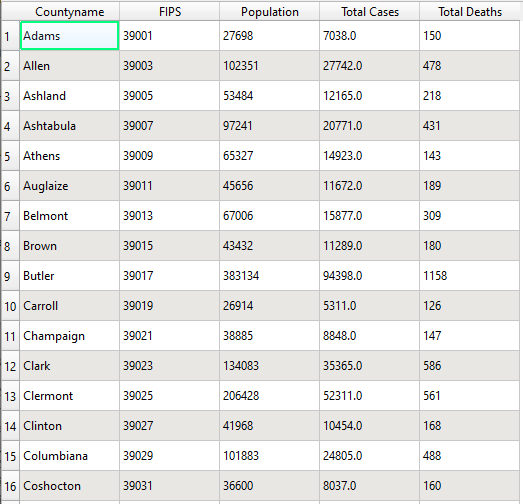 Countyname FIPS Population Total Cases Total Deaths
1 Adams 39001 27698 7038.0 150
2 Allen 39003 102351 27742.0 478
3 Ashland 39005 53484 12165.0 218
4 Ashtabula 39007 97241 20771.0 431
5 Athens 39009 65327 14923.0 143
6 Auglaize 39011 45656 11672.0 189
7 Belmont 39013 67006 15877.0 309
8 Brown 39015 43432 11289.0 180
9 Butler 39017 383134 94398.0 1158
10 Carroll 39019 26914 5311.0 126
11 Champaign 39021 38885 8848.0 147
12 Clark 39023 134083 35365.0 586
13 Clermont 39025 206428 52311.0 561
14 Clinton 39027 41968 10454.0 168
15 Columbiana 39029 101883 24805.0 488
16 Coshocton 39031 36600 8037.0 160